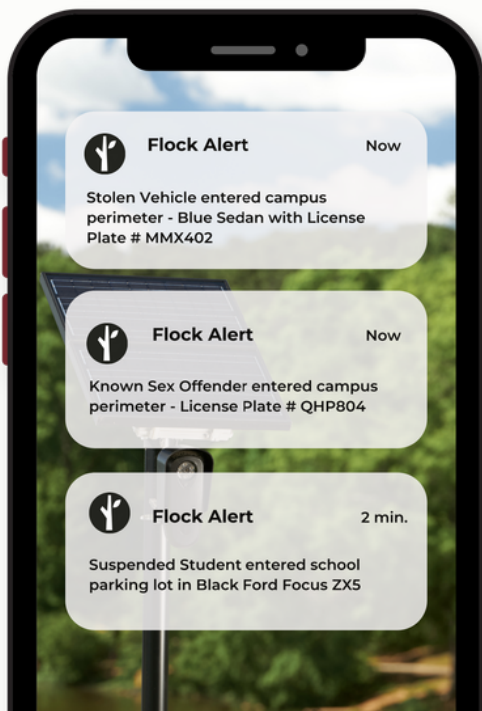 Flock Alert Now
Stolen Vehicle entered campus
perimeter - Blue Sedan with License
Plate # MMX402
Flock Alert Now
Known Sex Offender entered campus
perimeter - License Plate # QHP804
Flock Alert 2 min.
Suspended Student entered school
parking lot in Black Ford Focus ZX5